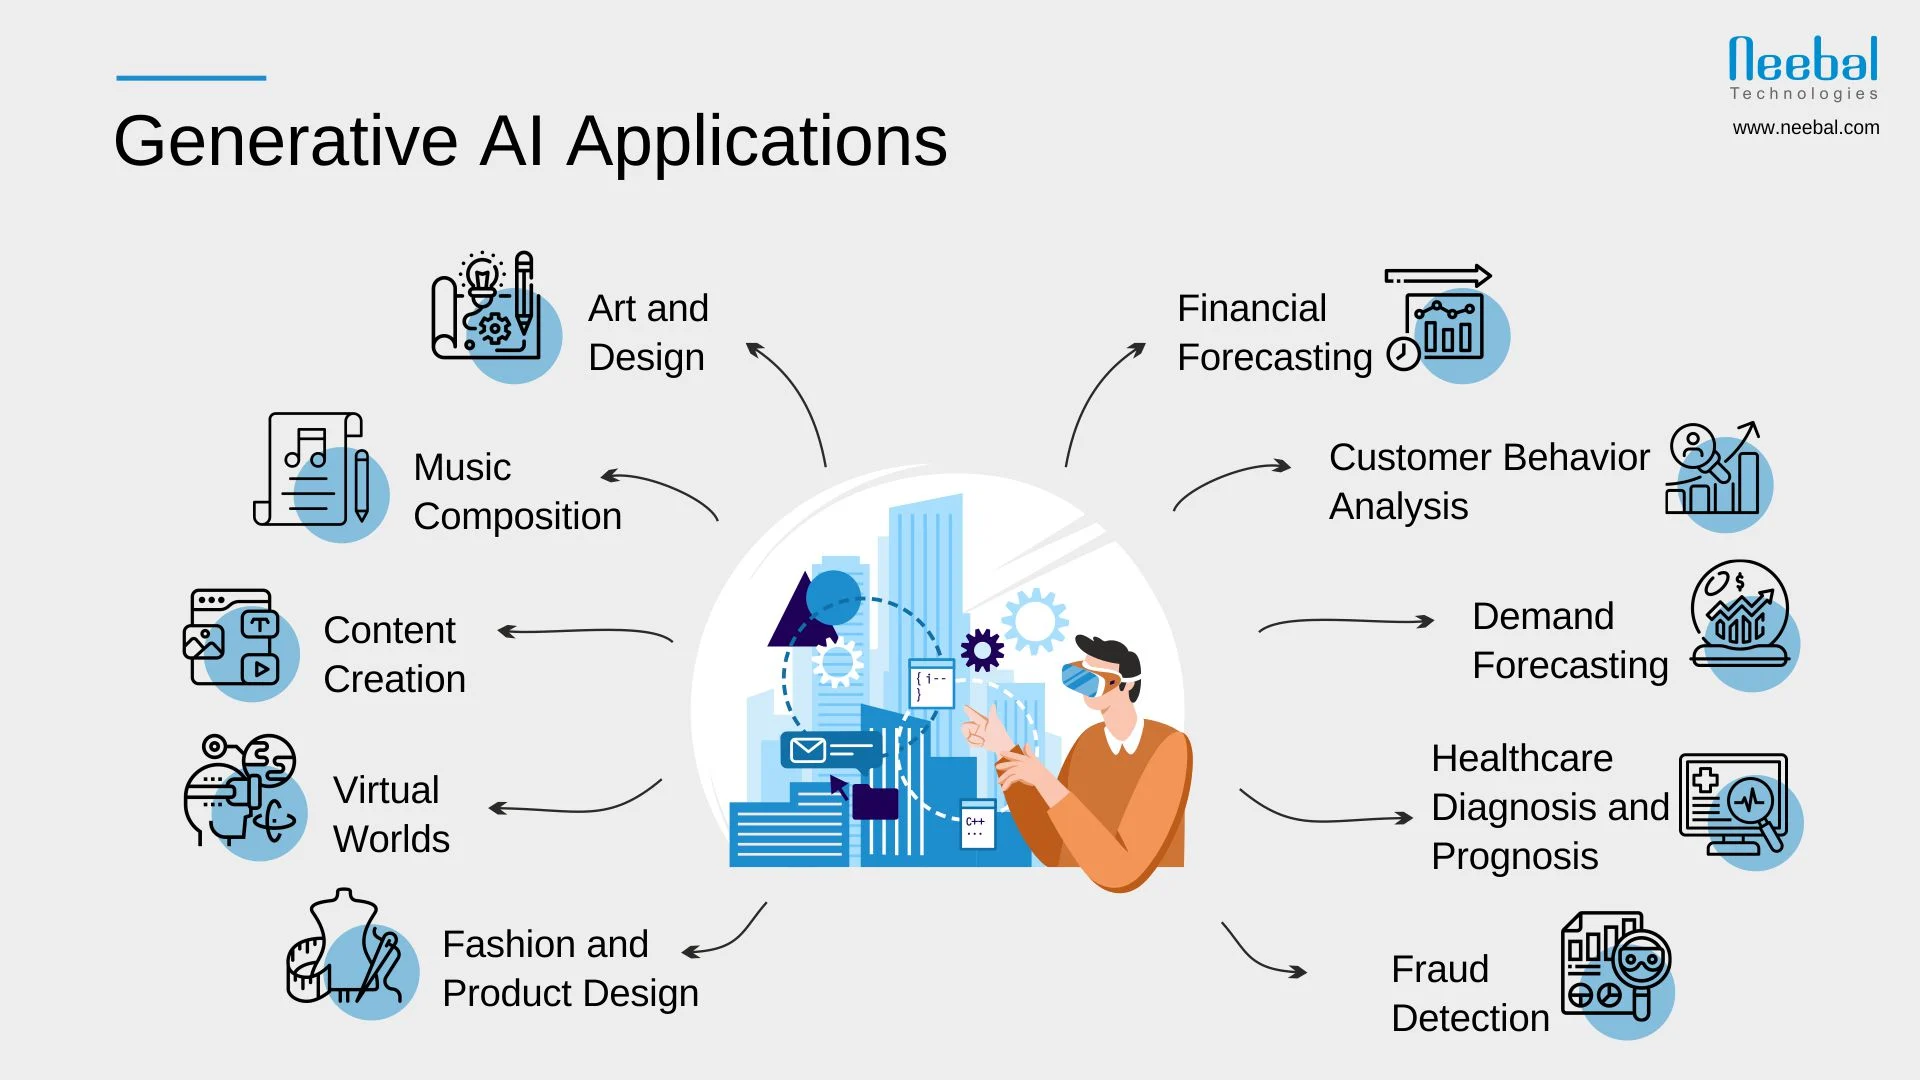 Neebal
Technologies
www.neebal.com
Generative AI Applications
Art and
Design
Music
Composition
Content
Creation
Virtual
Worlds
Fashion and
Product Design
Financial
Forecasting
Customer Behavior
Analysis
Demand
Forecasting
Healthcare
Diagnosis and
Prognosis
Fraud
Detection
{ i--
}
C++
...
T
$